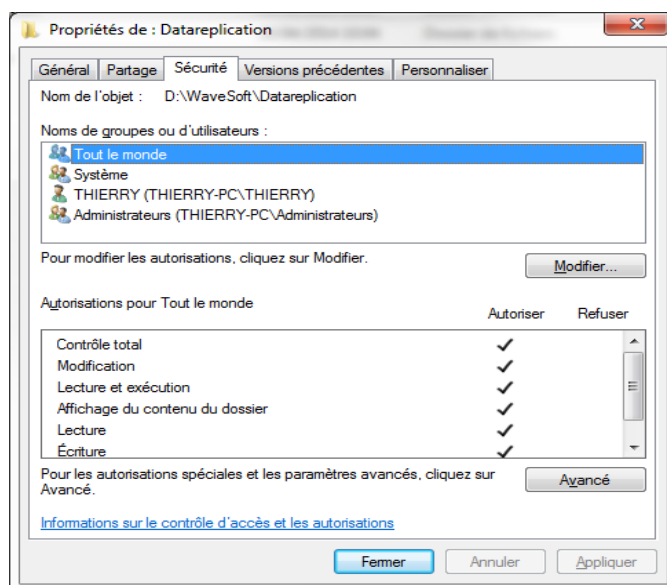 Propriétés de : Datareplication
Général Partage Sécurité Versions précédentes Personnaliser
Nom de l'objet : D:\WaveSoft\Datareplication
Noms de groupes ou d'utilisateurs :
Tout le monde
Système
THIERRY (THIERRY-PC\THIERRY)
Administrateurs (THIERRY-PC\Administrateurs)
Pour modifier les autorisations, cliquez sur Modifier.
Modifier...
Autorisations pour Tout le monde
Autoriser Refuser
Contrôle total
Modification
Lecture et exécution
Affichage du contenu du dossier
Lecture
Écriture
Pour les autorisations spéciales et les paramètres avancés, cliquez sur
Avancé.
Avancé
Informations sur le contrôle d'accès et les autorisations
Fermer Annuler Appliquer